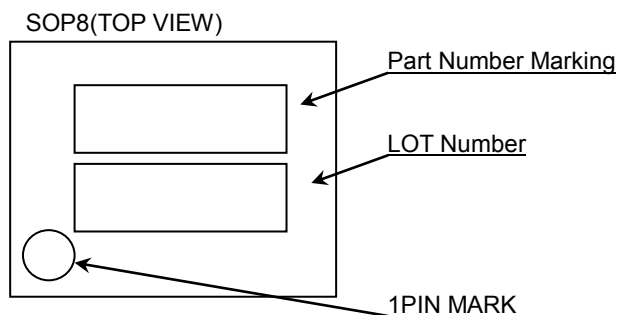 SOP8(TOP VIEW)
Part Number Marking
LOT Number
1PIN MARK